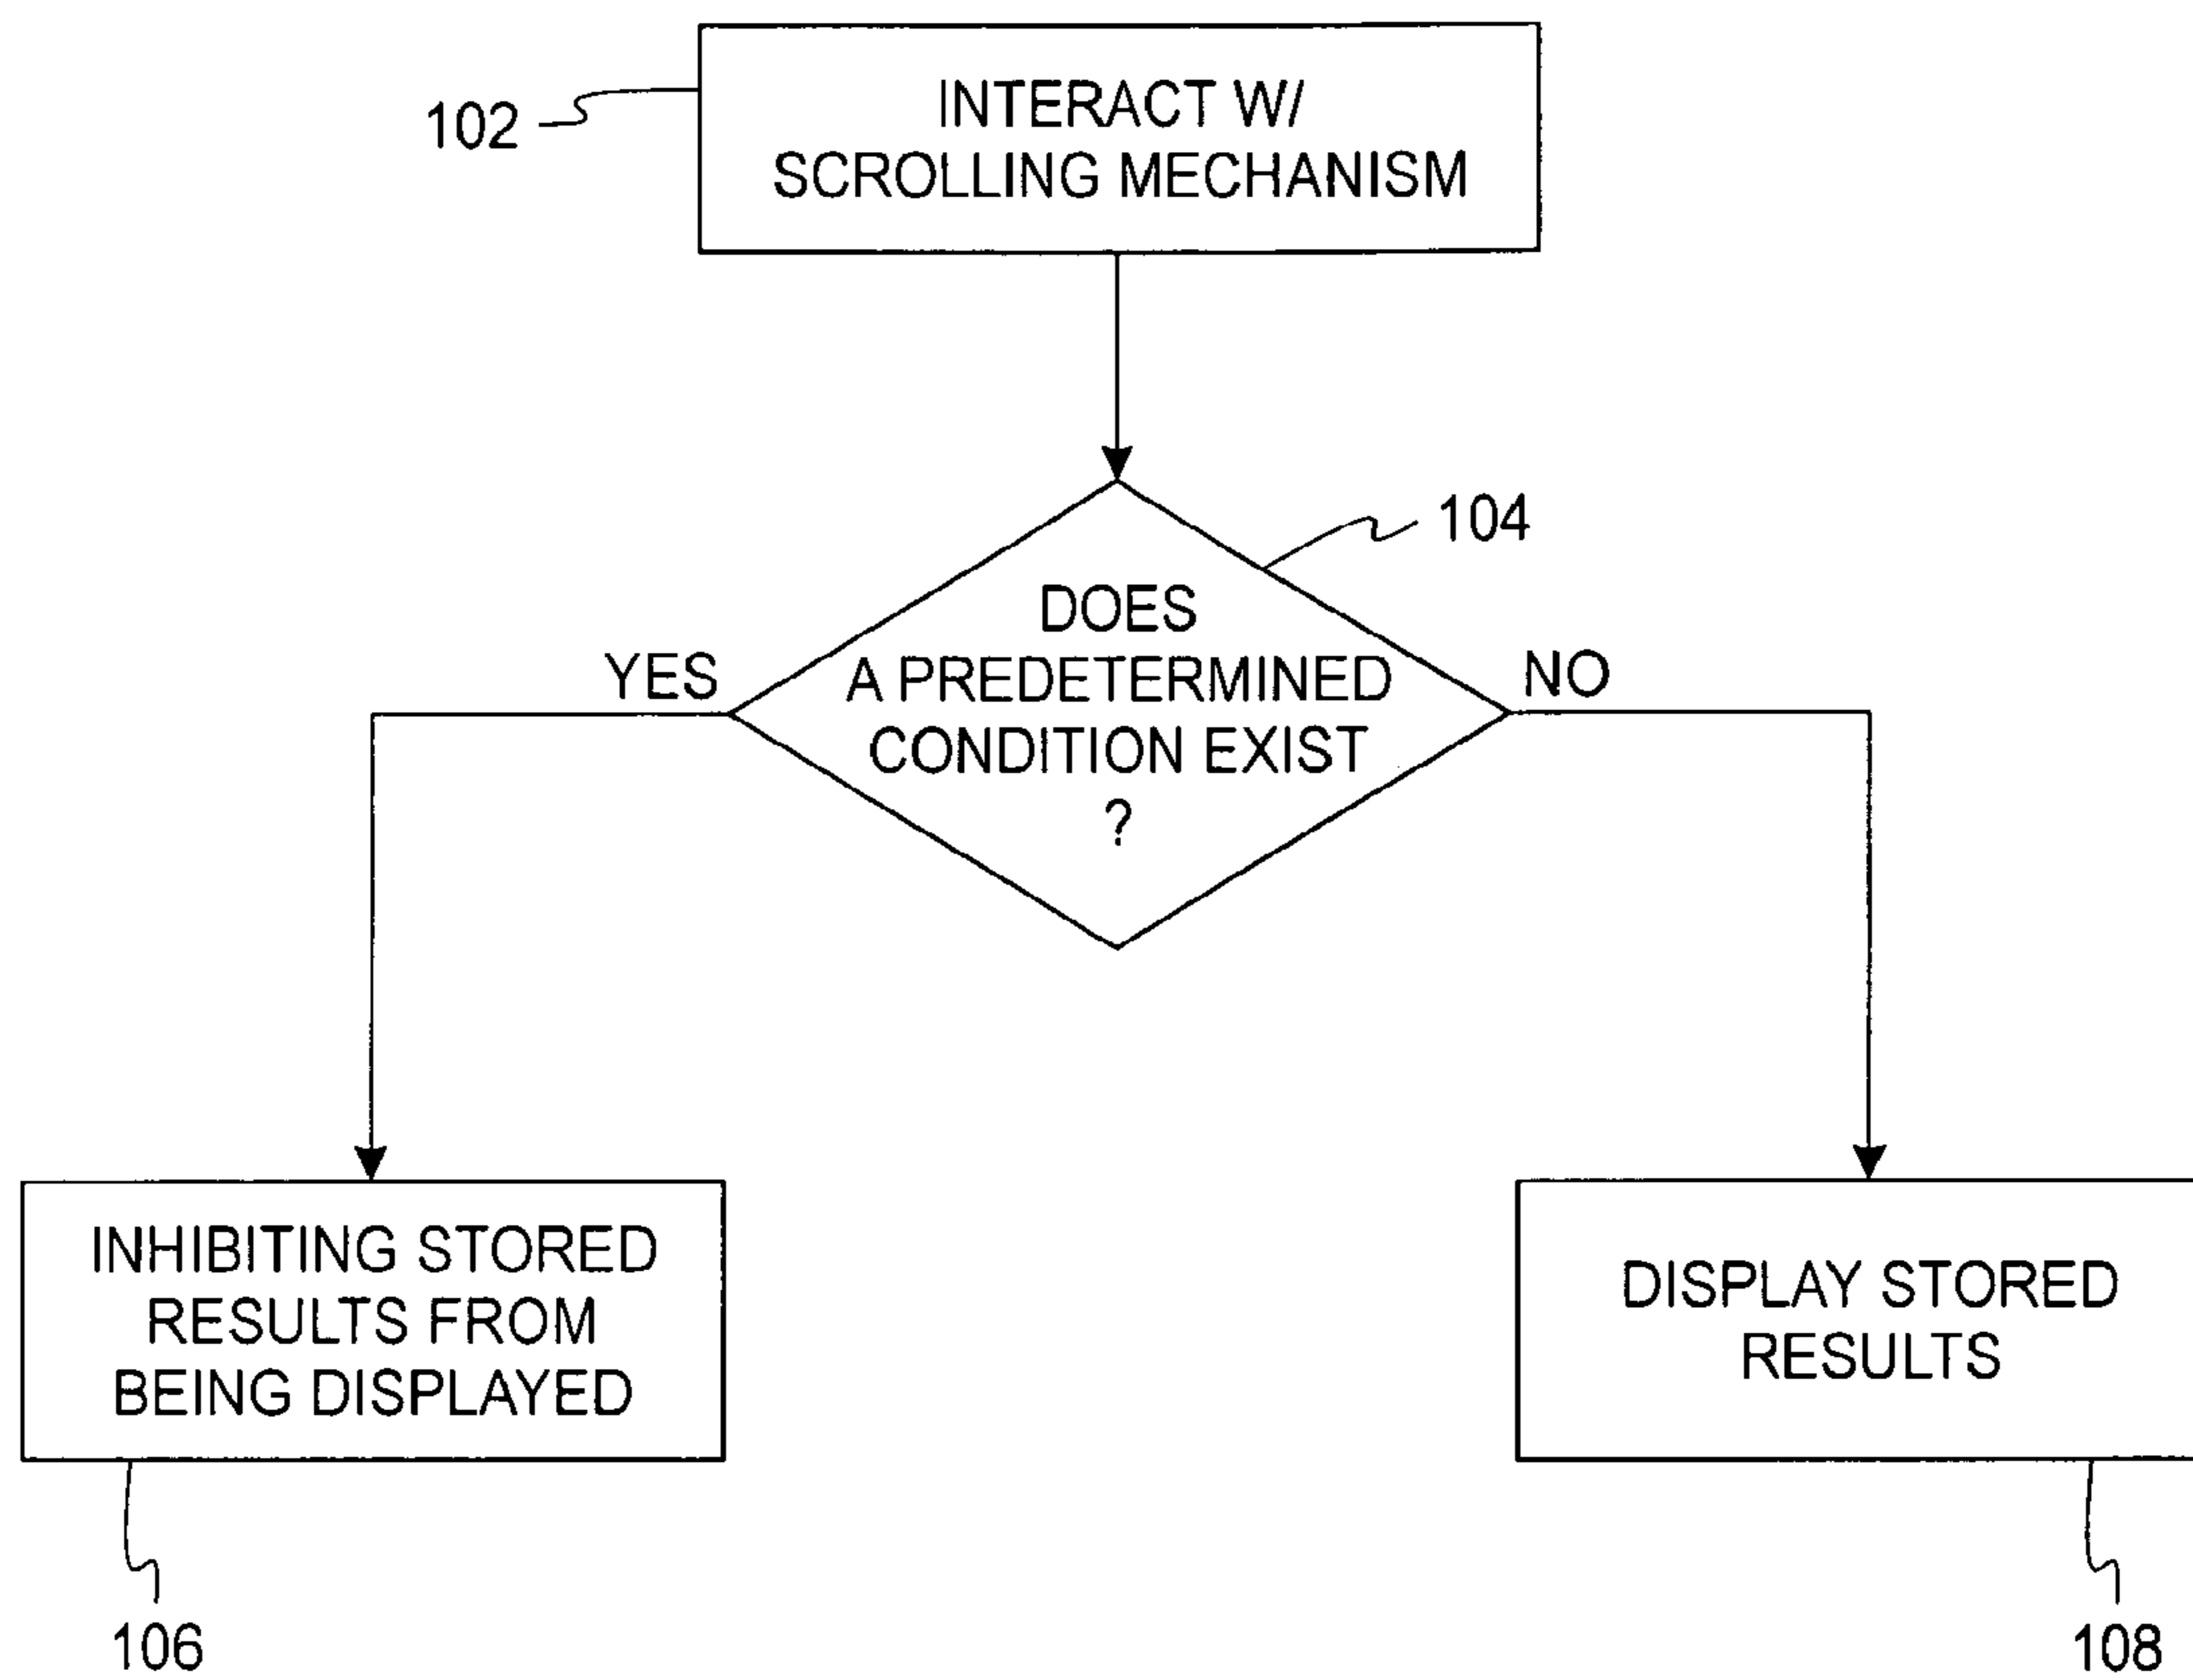 INTERACT W/
SCROLLING MECHANISM
102
104
DOES
A PREDETERMINED
CONDITION EXIST
?
YES
NO
INHIBITING STORED
RESULTS FROM
BEING DISPLAYED
DISPLAY STORED
RESULTS
106
108